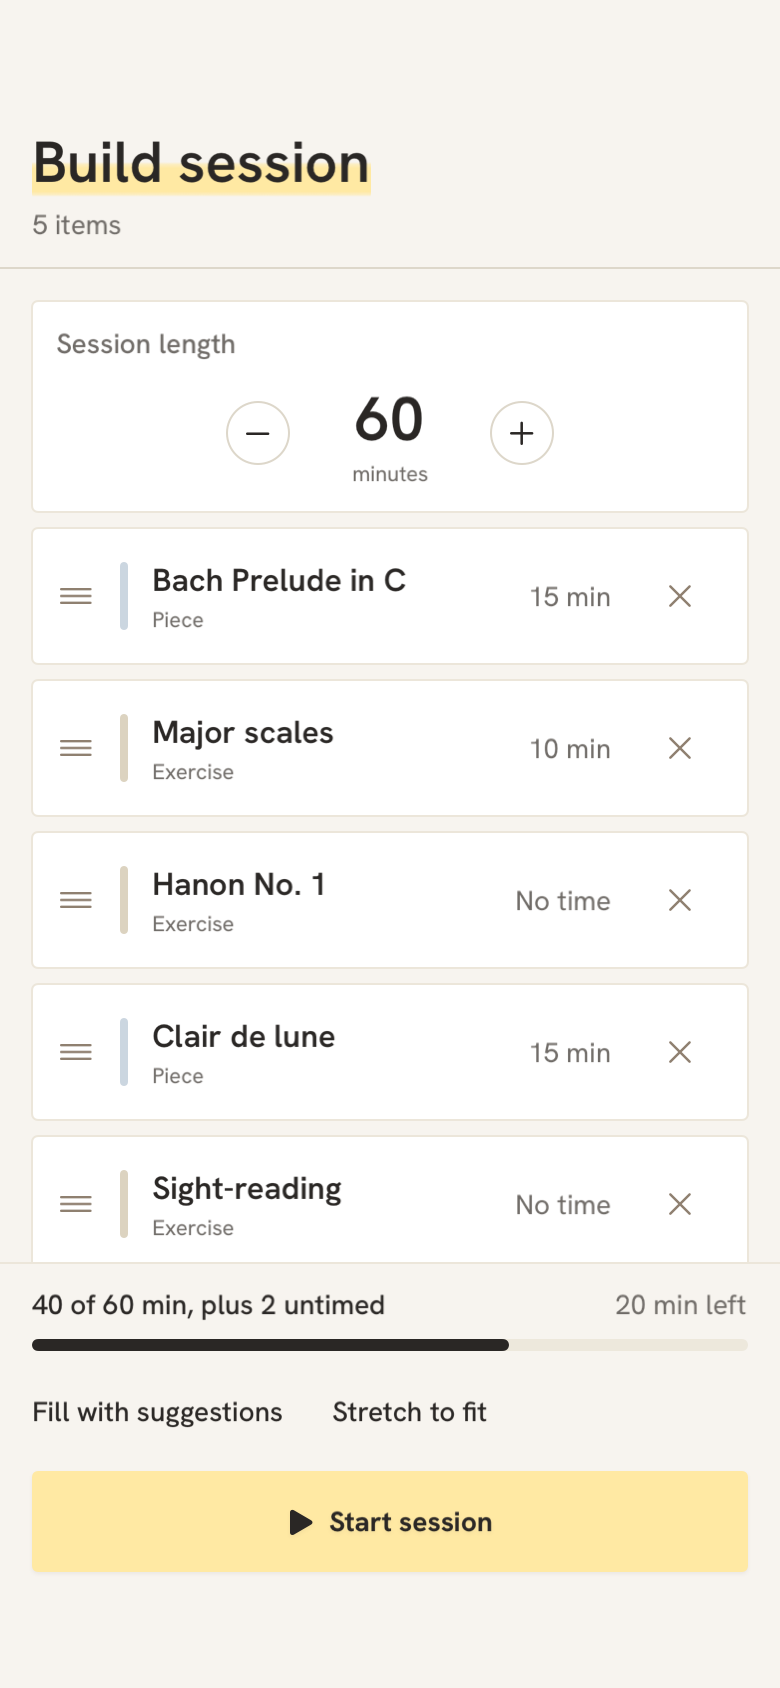 Build session
5 items
Session length
60
minutes
Bach Prelude in C
Piece
15 min
Major scales
Exercise
10 min
Hanon No. 1
Exercise
No time
Clair de lune
Piece
15 min
Sight-reading
Exercise
No time
40 of 60 min, plus 2 untimed
20 min left
Fill with suggestions
Stretch to fit
Start session